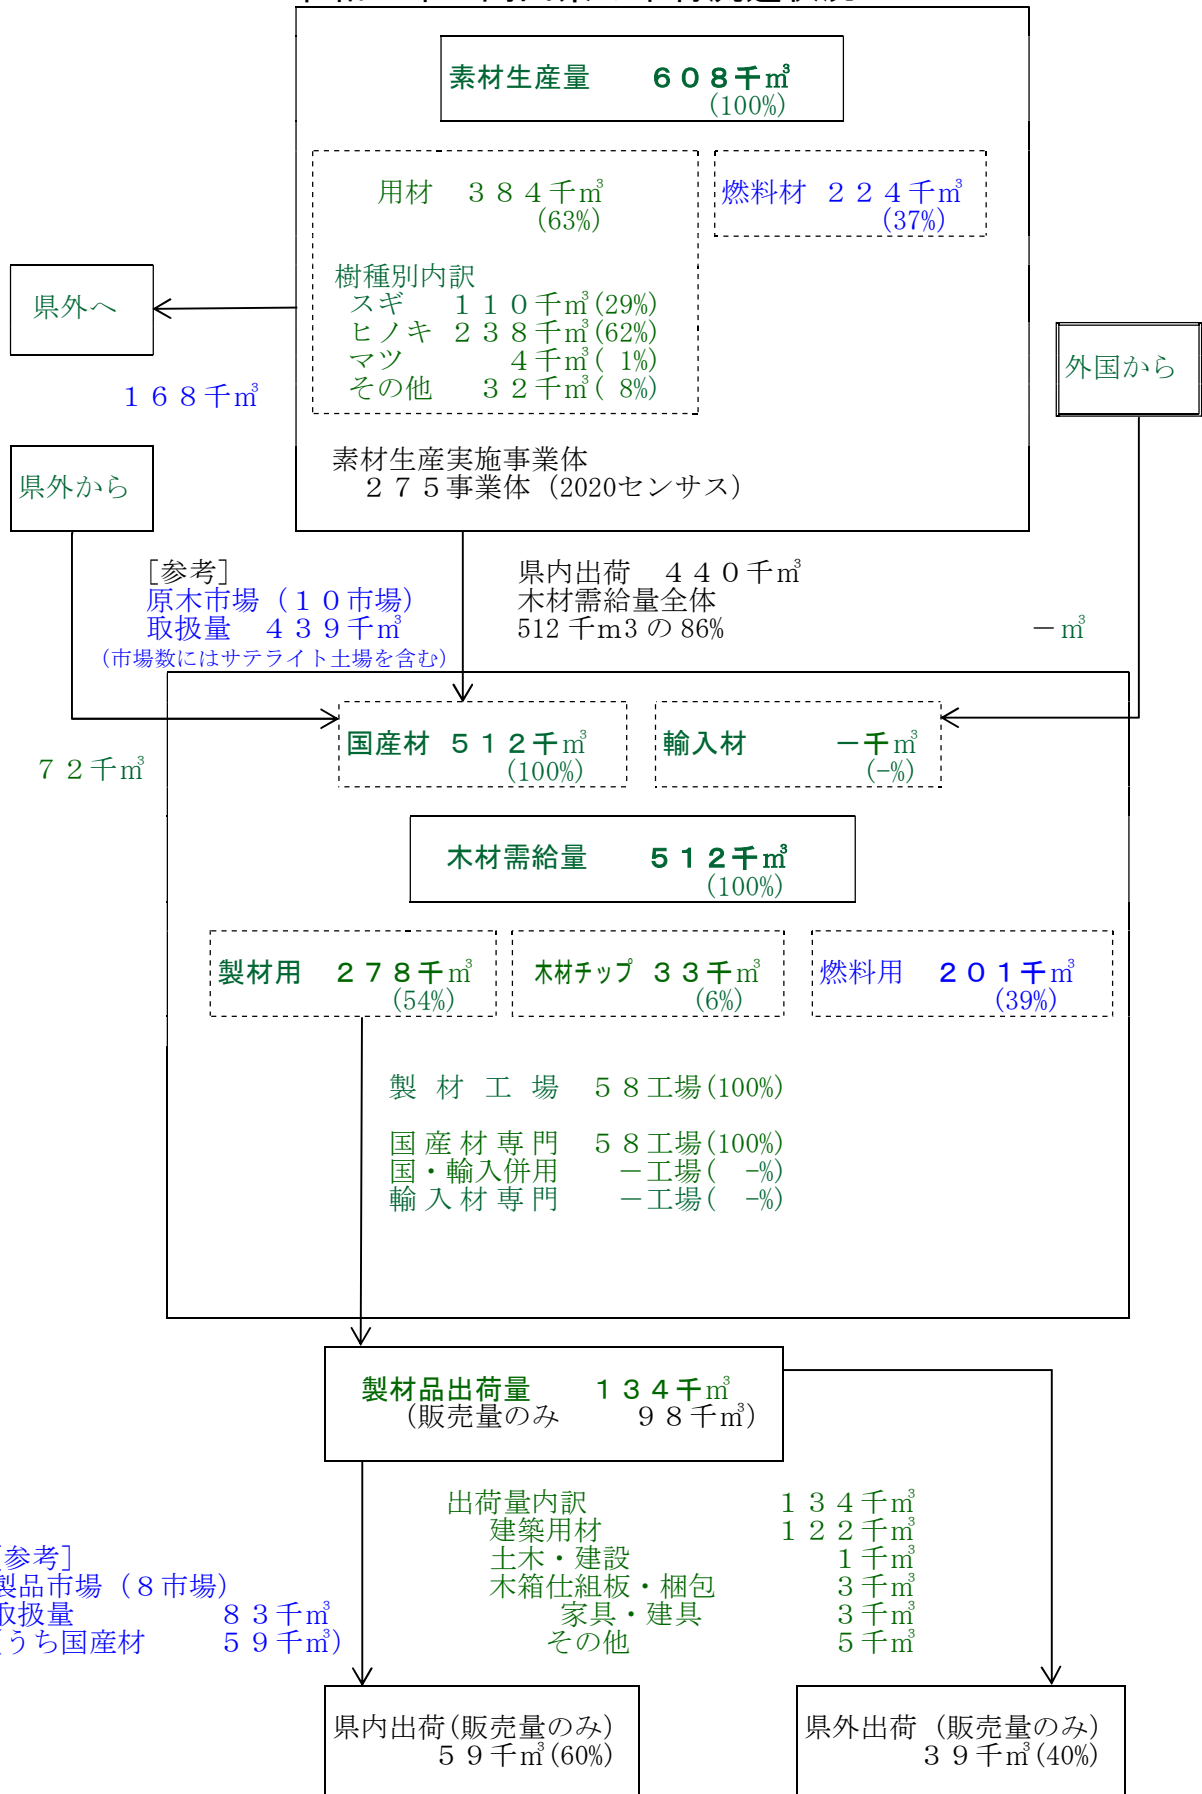 素材生産量 ６０８千㎥
(100%)
用材 ３８４千㎥
(63%)
燃料材 ２２４千㎥
(37%)
樹種別内訳
スギ １１０千㎥(29%)
ヒノキ ２３８千㎥(62%)
マツ ４千㎥( 1%)
その他 ３２千㎥( 8%)
県外へ
１６８千㎥
外国から
素材生産実施事業体
２７５事業体（2020センサス）
県外から
[参考]
原木市場（１０市場）
取扱量 ４３９千㎥
（市場数にはサテライト土場を含む）
県内出荷 ４４０千㎥
木材需給量全体
512 千m3 の 86%
－㎥
７２千㎥
国産材 ５１２千㎥
(100%)
輸入材 －千㎥
(-%)
木材需給量 ５１２千㎥
(100%)
製材用 ２７８千㎥
(54%)
木材チップ ３３千㎥
(6%)
燃料用 ２０１千㎥
(39%)
製材工場 ５８工場(100%)
国産材専門 ５８工場(100%)
国・輸入併用 －工場( -%)
輸入材専門 －工場( -%)
製材品出荷量 １３４千㎥
（販売量のみ ９８千㎥）
出荷量内訳 １３４千㎥
建築用材 １２２千㎥
土木・建設 １千㎥
木箱仕組板・梱包 ３千㎥
家具・建具 ３千㎥
その他 ５千㎥
[参考]
製品市場（８市場）
取扱量 ８３千㎥
（うち国産材 ５９千㎥）
県内出荷(販売量のみ)
５９千㎥(60%)
県外出荷（販売量のみ）
３９千㎥(40%)